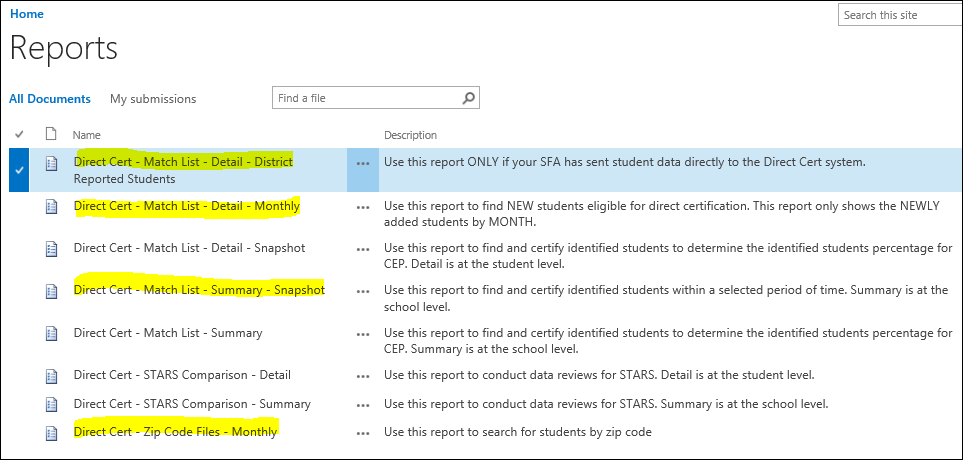 Home
Search this site
Reports
All Documents My submissions Find a file
Name Description
Direct Cert - Match List - Detail - District Reported Students ... Use this report ONLY if your SFA has sent student data directly to the Direct Cert system.
Direct Cert - Match List - Detail - Monthly ... Use this report to find NEW students eligible for direct certification. This report only shows the NEWLY
added students by MONTH.
Direct Cert - Match List - Detail - Snapshot ... Use this report to find and certify identified students to determine the identified students percentage for
CEP. Detail is at the student level.
Direct Cert - Match List - Summary - Snapshot ... Use this report to find and certify identified students within a selected period of time. Summary is at the
school level.
Direct Cert - Match List - Summary ... Use this report to find and certify identified students to determine the identified students percentage for
CEP. Summary is at the school level.
Direct Cert - STARS Comparison - Detail ... Use this report to conduct data reviews for STARS. Detail is at the student level.
Direct Cert - STARS Comparison - Summary ... Use this report to conduct data reviews for STARS. Summary is at the school level.
Direct Cert - Zip Code Files - Monthly ... Use this report to search for students by zip code